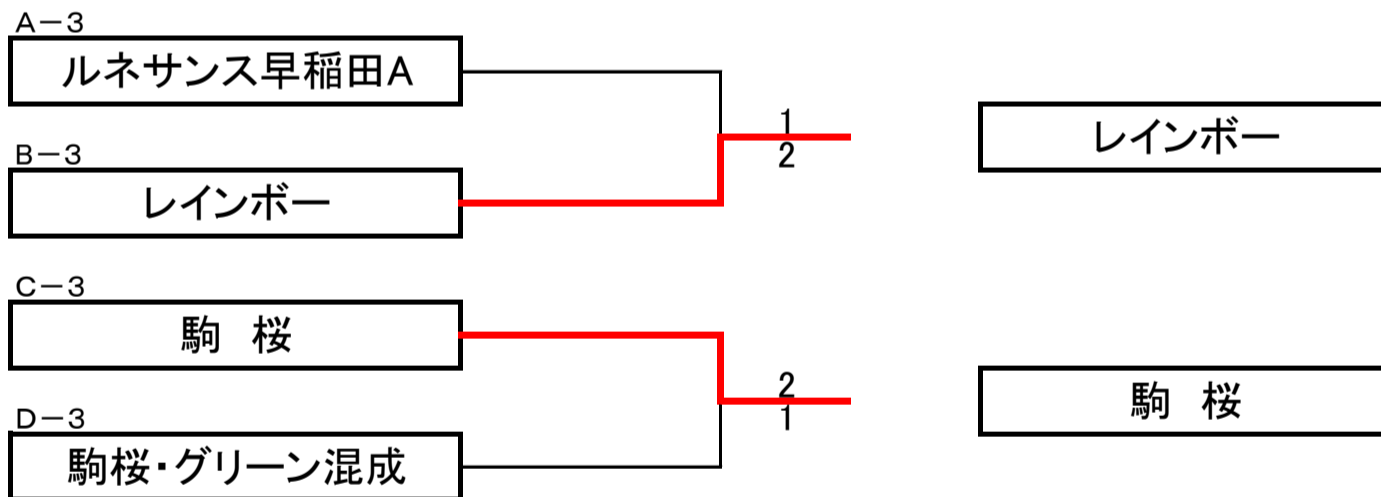 A－3
ルネサンス早稲田A
1
レインボー
B－3
2
レインボー
C－3
駒　桜
2
駒　桜
D－3
1
駒桜・グリーン混成